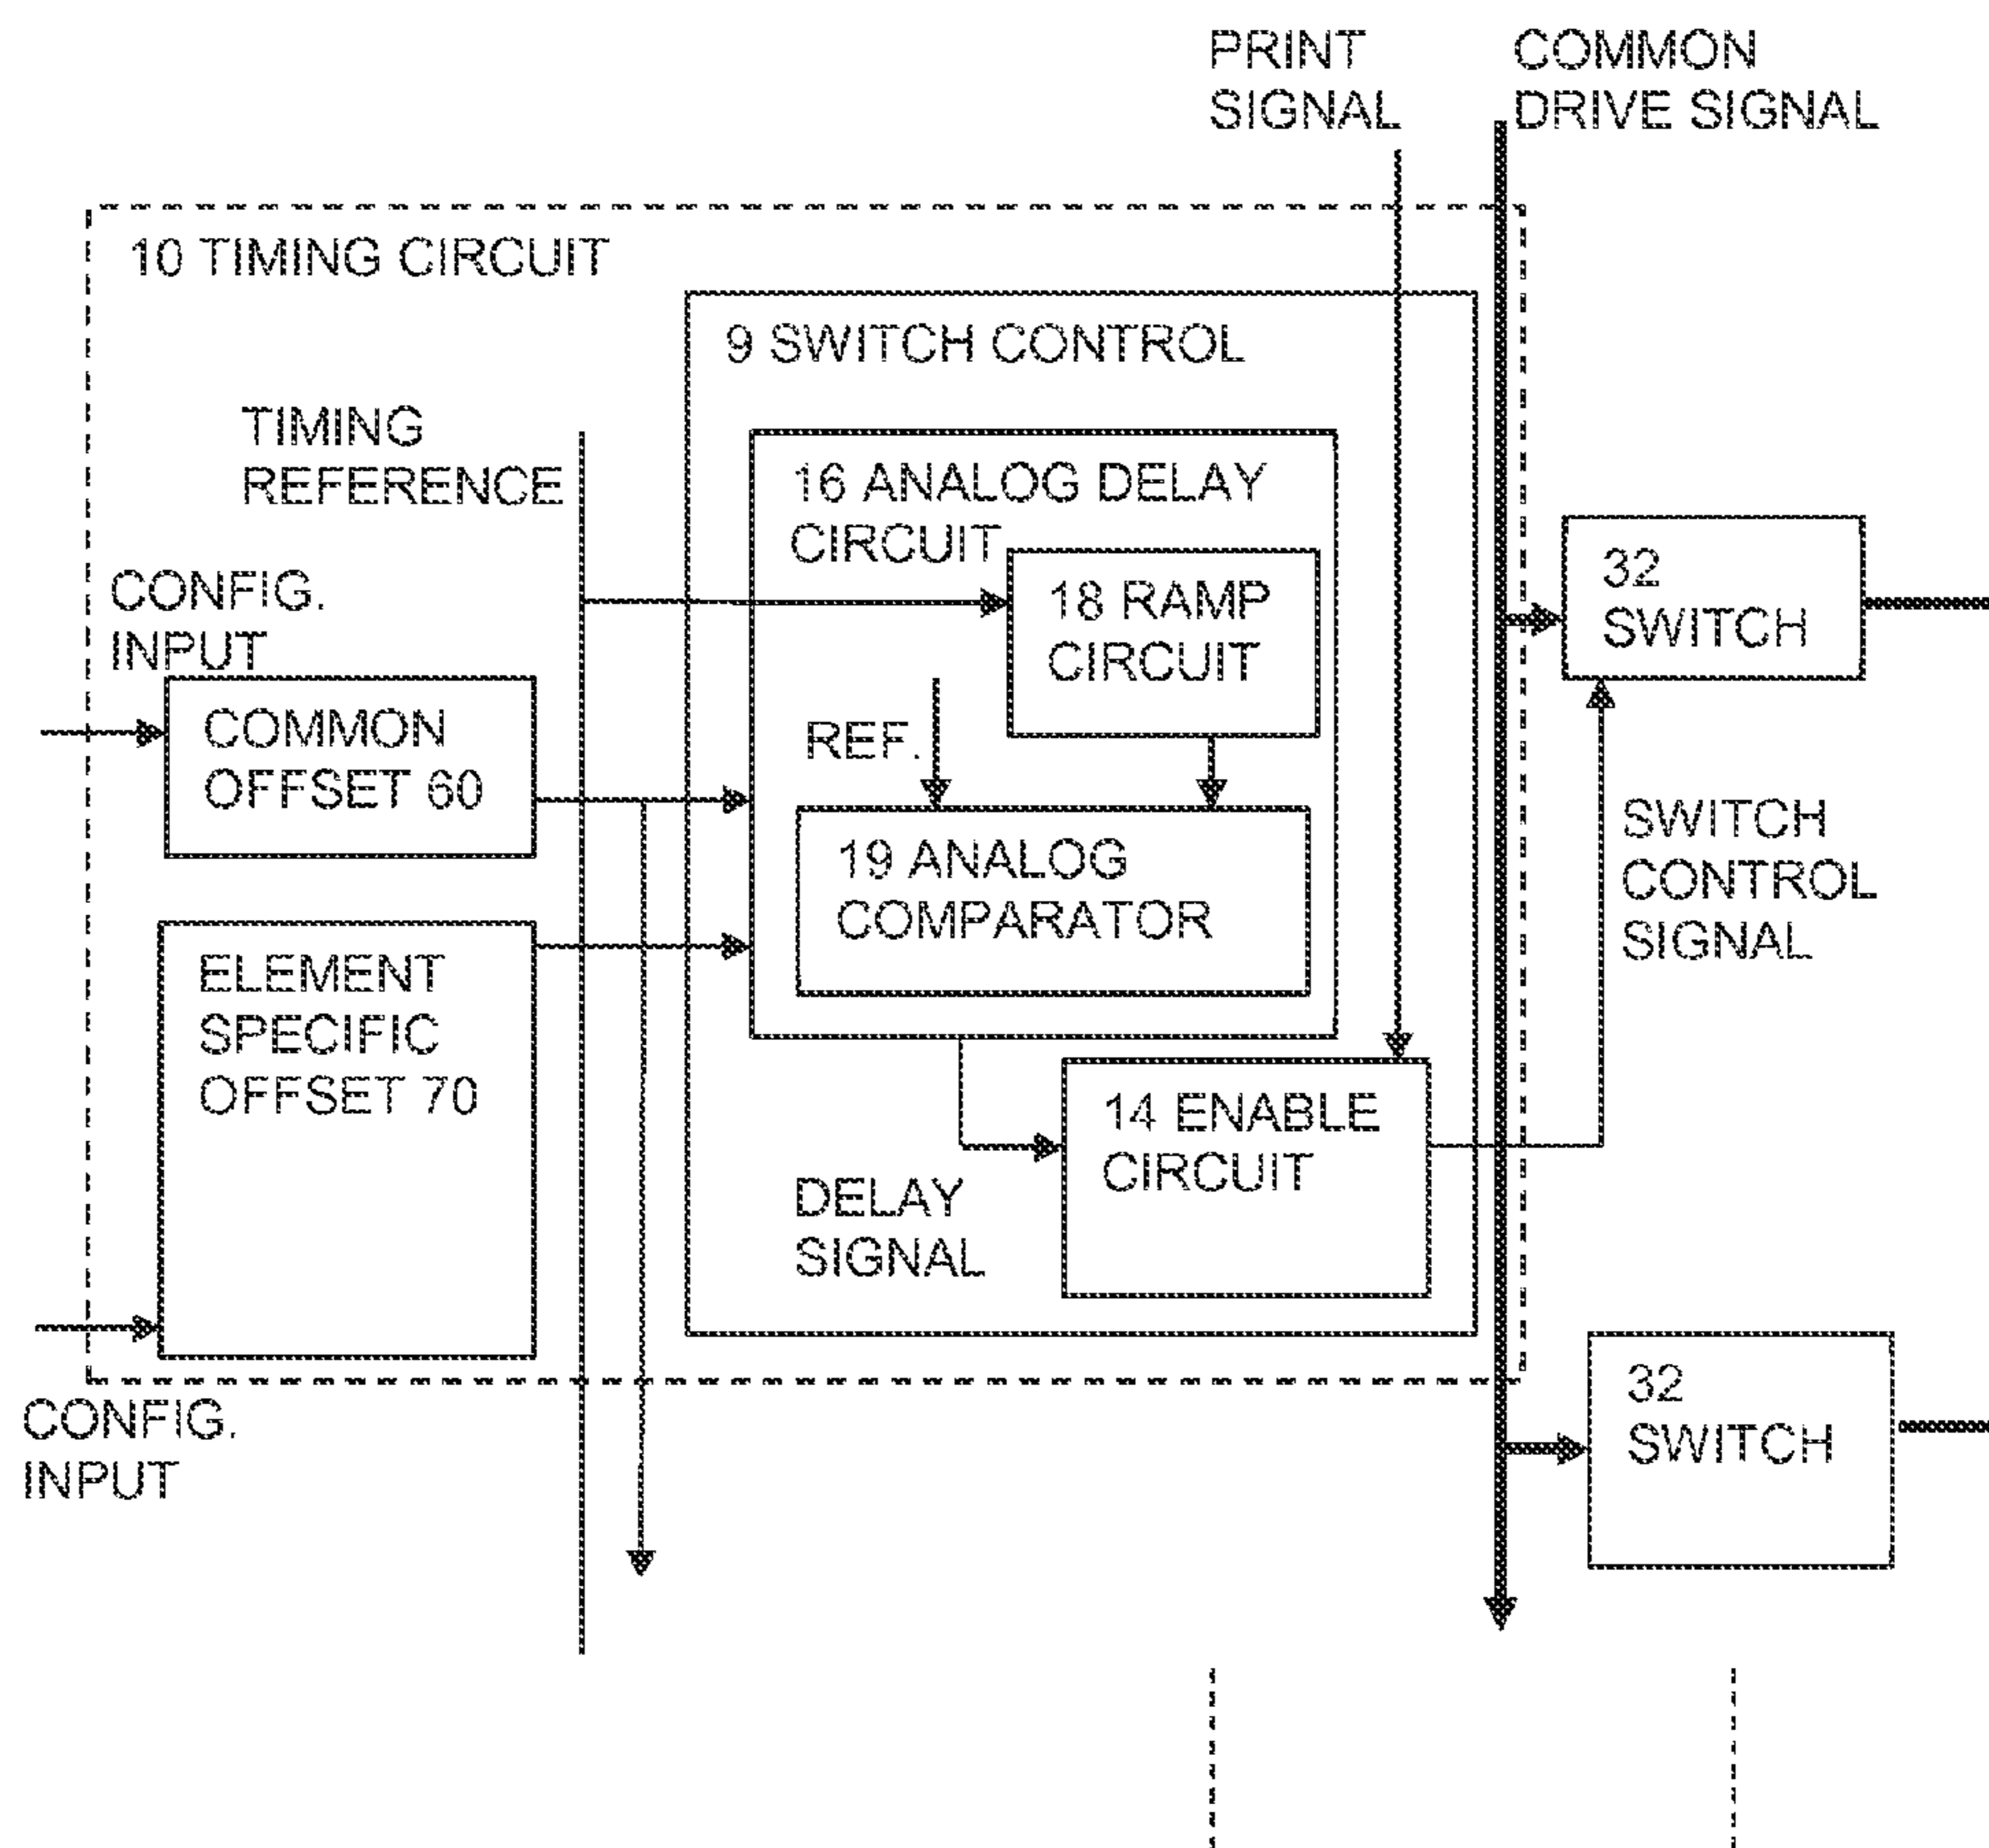 PRINT
SIGNAL
COMMON
DRIVE SIGNAL
10 TIMING CIRCUIT
9 SWITCH CONTROL
TIMING
REFERENCE
16 ANALOG DELAY
CIRCUIT
18 RAMP
CIRCUIT
32
SWITCH
CONFIG.
INPUT
COMMON
OFFSET 60
REF.
19 ANALOG
COMPARATOR
SWITCH
CONTROL
SIGNAL
ELEMENT
SPECIFIC
OFFSET 70
14 ENABLE
CIRCUIT
DELAY
SIGNAL
CONFIG.
INPUT
32
SWITCH